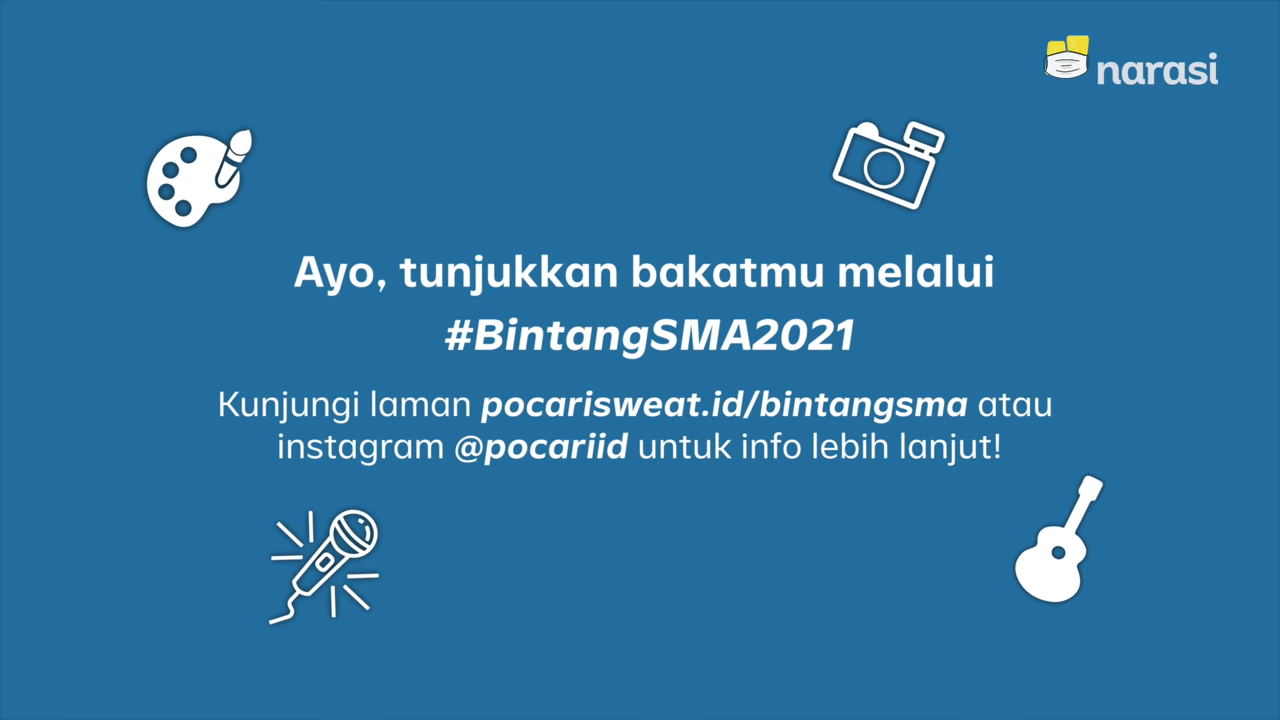 narasi
Ayo, tunjukkan bakatmu melalui
#BintangSMA2021
Kunjungi laman pocarisweat.id/bintangsma atau
instagram @pocariid untuk info lebih lanjut!